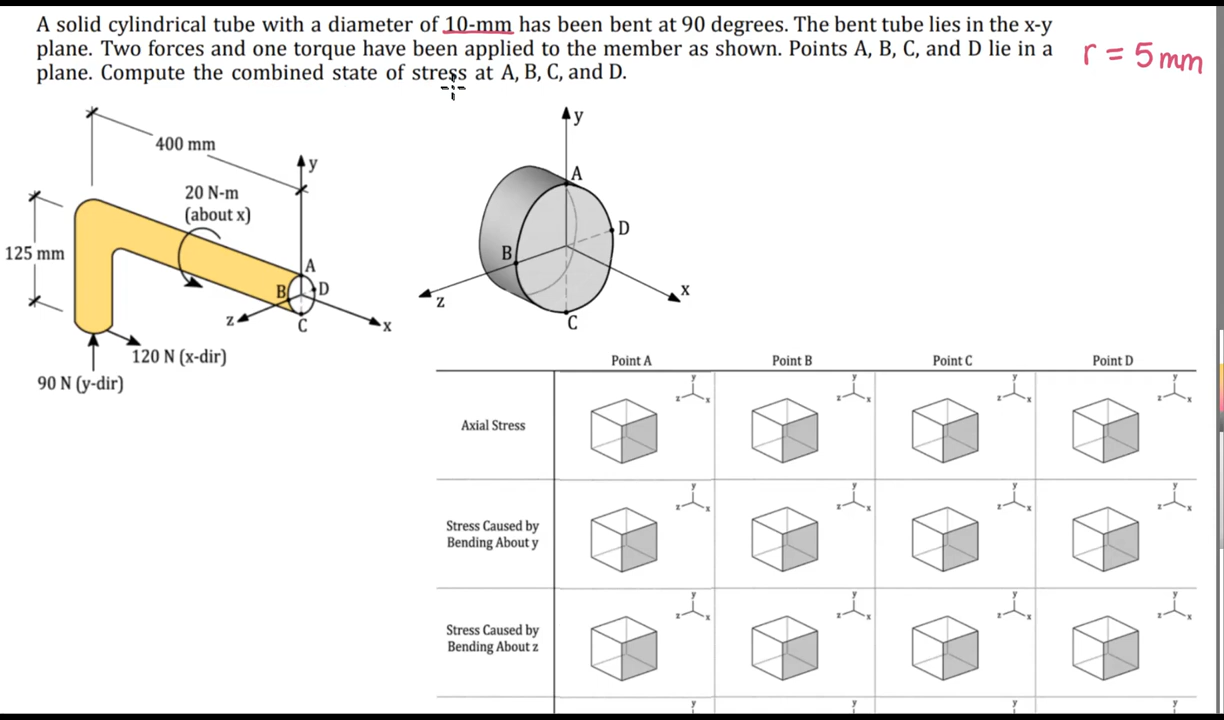 A solid cylindrical tube with a diameter of 10-mm has been bent at 90 degrees. The bent tube lies in the x-y
plane. Two forces and one torque have been applied to the member as shown. Points A, B, C, and D lie in a
plane. Compute the combined state of stress at A, B, C, and D.
r = 5mm
400 mm
y
20 N-m
(about x)
125 mm
A
B
D
z
C
x
120 N (x-dir)
90 N (y-dir)
y
A
D
B
z
x
C
Point A
Point B
Point C
Point D
Axial Stress
y
z
x
y
z
x
y
z
x
y
z
x
Stress Caused by
Bending About y
y
z
x
y
z
x
y
z
x
y
z
x
Stress Caused by
Bending About z
y
z
x
y
z
x
y
z
x
y
z
x
y
y
y
y